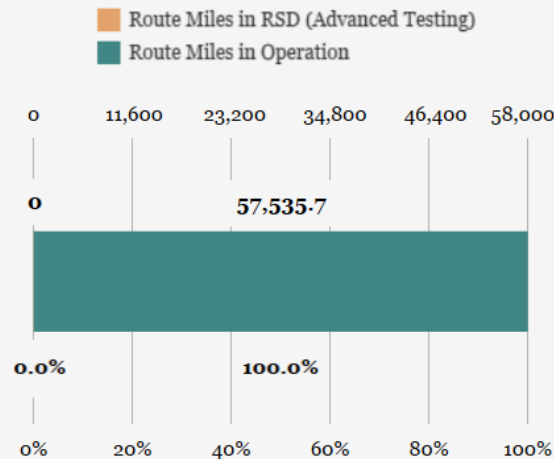 Route Miles in RSD (Advanced Testing)
Route Miles in Operation
0 11,600 23,200 34,800 46,400 58,000
0 57,535.7
0.0% 100.0%
0% 20% 40% 60% 80% 100%